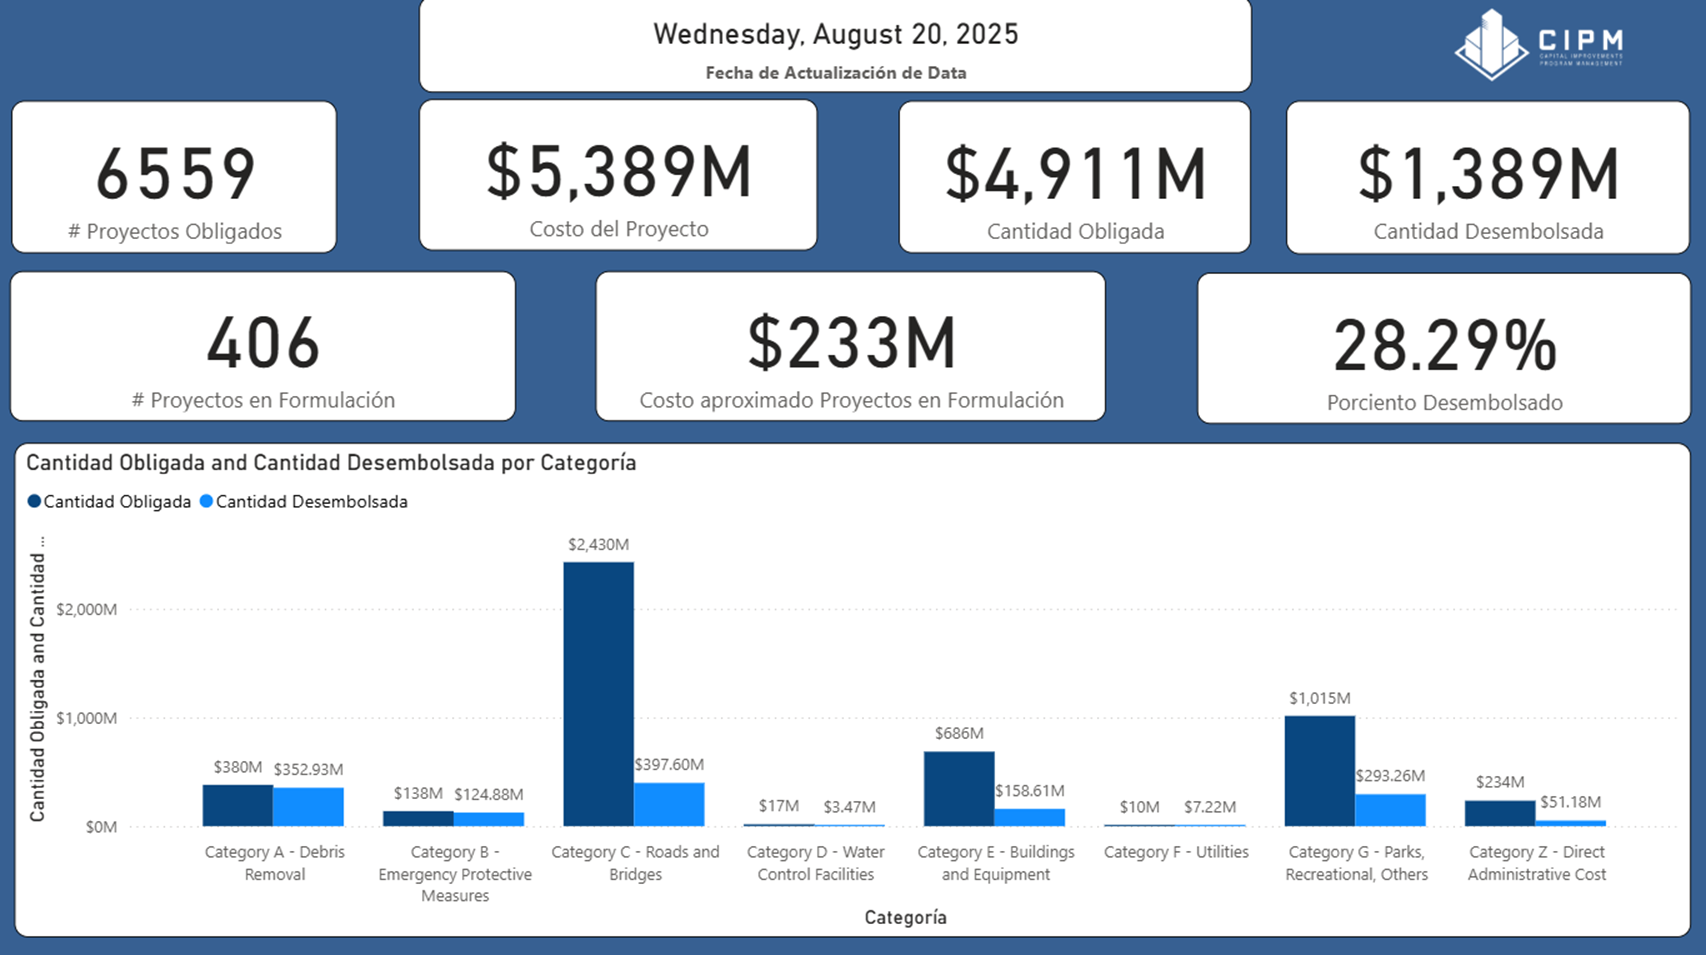 Wednesday, August 20, 2025
Fecha de Actualización de Data
CIPM
CAPITAL IMPROVEMENTS
PROGRAM MANAGEMENT
6559
# Proyectos Obligados
$5,389M
Costo del Proyecto
$4,911M
Cantidad Obligada
$1,389M
Cantidad Desembolsada
406
# Proyectos en Formulación
$233M
Costo aproximado Proyectos en Formulación
28.29%
Porciento Desembolsado
Cantidad Obligada and Cantidad Desembolsada por Categoría
Cantidad Obligada
Cantidad Desembolsada
Cantidad Obligada and Cantidad ...
$2,000M
$1,000M
$0M
$380M
$352.93M
$138M
$124.88M
$2,430M
$397.60M
$17M
$3.47M
$686M
$158.61M
$10M
$7.22M
$1,015M
$293.26M
$234M
$51.18M
Category A - Debris
Removal
Category B -
Emergency Protective
Measures
Category C - Roads and
Bridges
Category D - Water
Control Facilities
Category E - Buildings
and Equipment
Category F - Utilities
Category G - Parks,
Recreational, Others
Category Z - Direct
Administrative Cost
Categoría